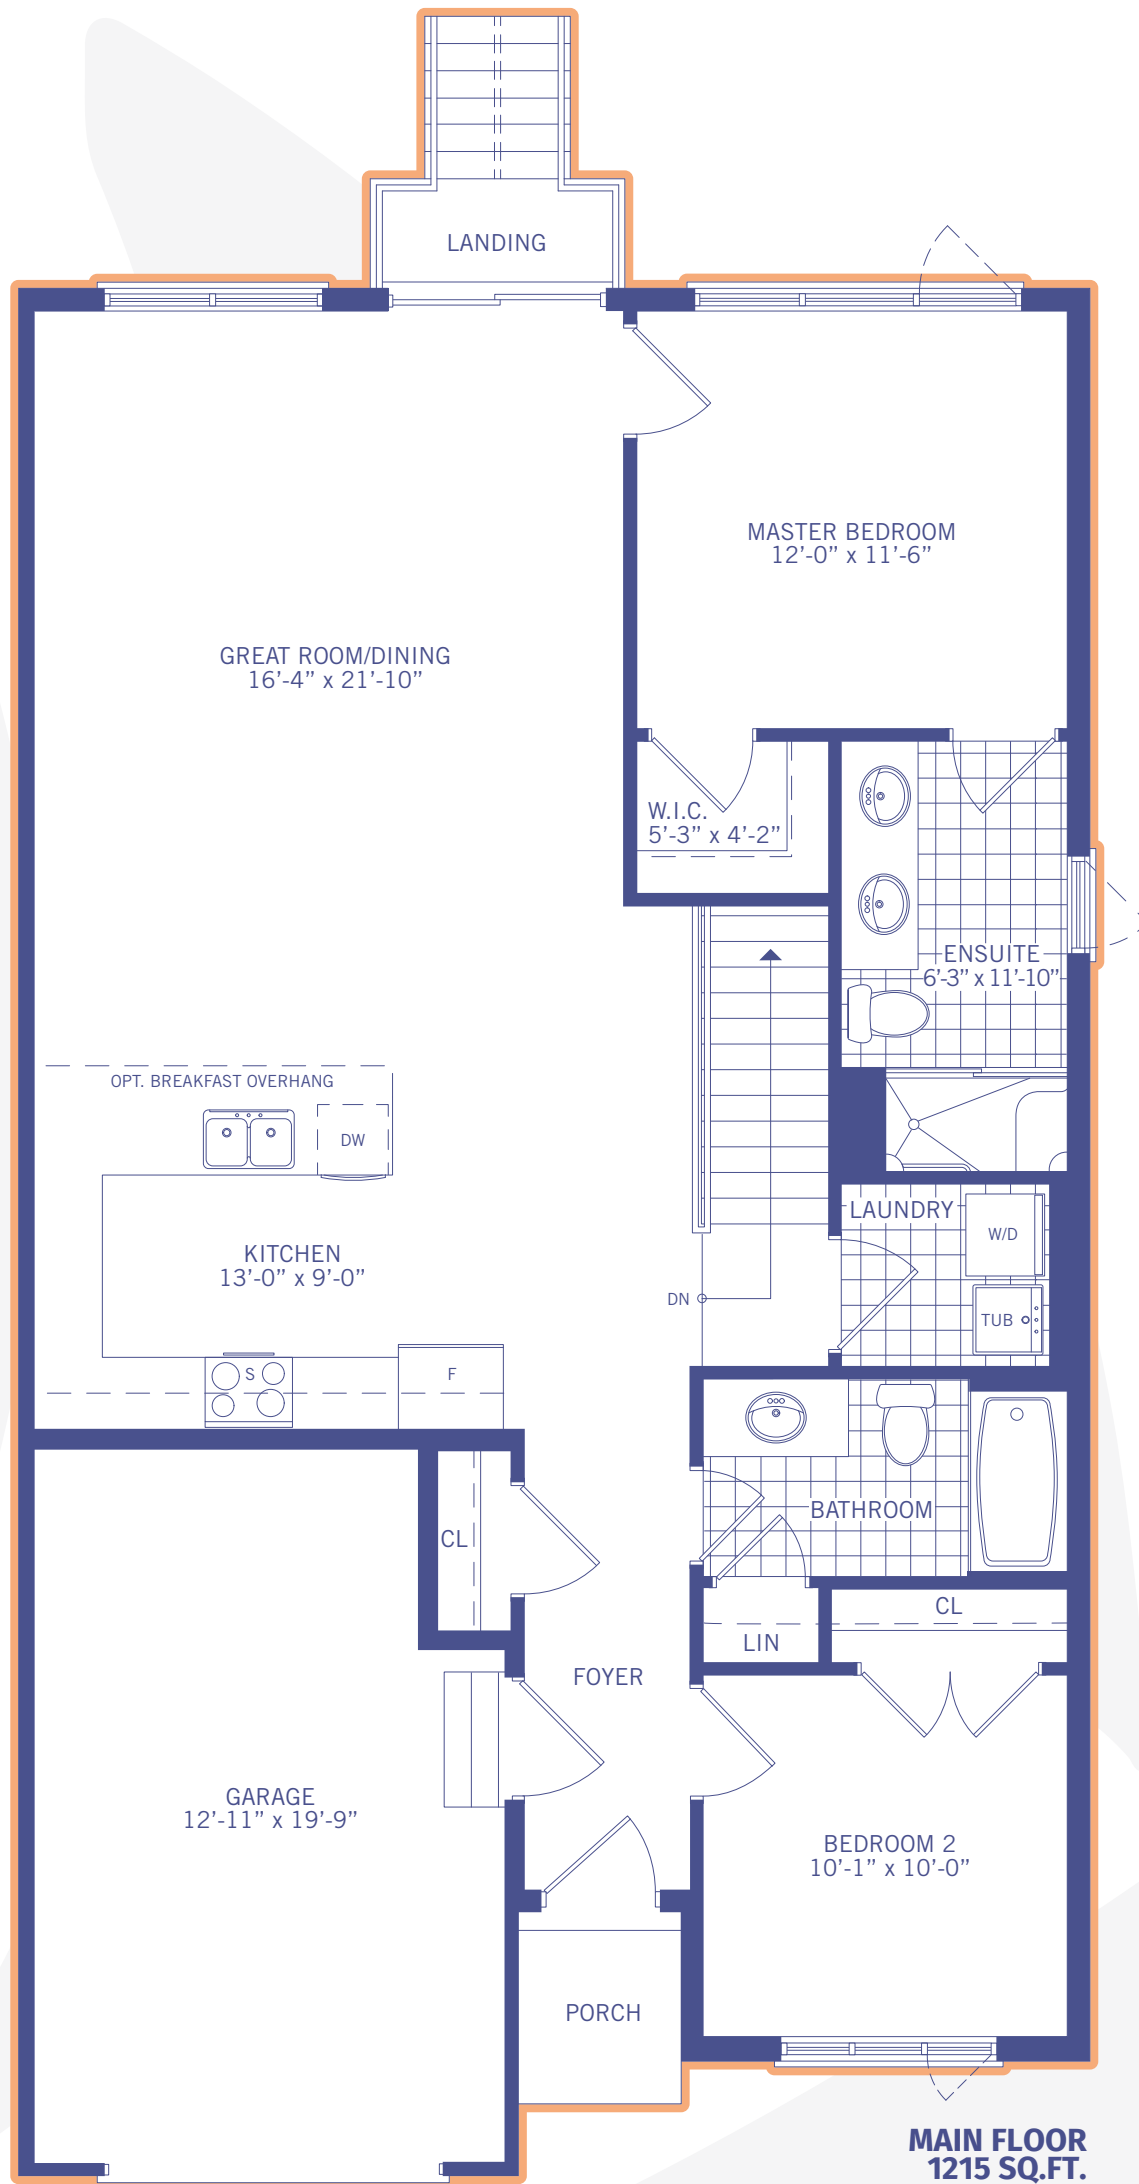 LANDING
MASTER BEDROOM
12’-0” x 11’-6”
GREAT ROOM/DINING
16’-4” x 21’-10”
W.I.C.
5’-3” x 4’-2”
ENSUITE
6’-3” x 11’-10”
OPT. BREAKFAST OVERHANG
DW
LAUNDRY
W/D
KITCHEN
13’-0” x 9’-0”
DN
TUB
S
F
BATHROOM
CL
CL
LIN
FOYER
GARAGE
12’-11” x 19’-9”
BEDROOM 2
10’-1” x 10’-0”
PORCH
MAIN FLOOR
1215 SQ.FT.